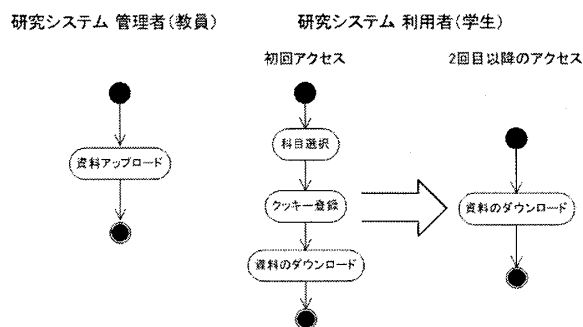 研究システム 管理者(教員)
研究システム 利用者(学生)
初回アクセス
2回目以降のアクセス
資料アップロード
科目選択
クッキー登録
資料のダウンロード
資料のダウンロード